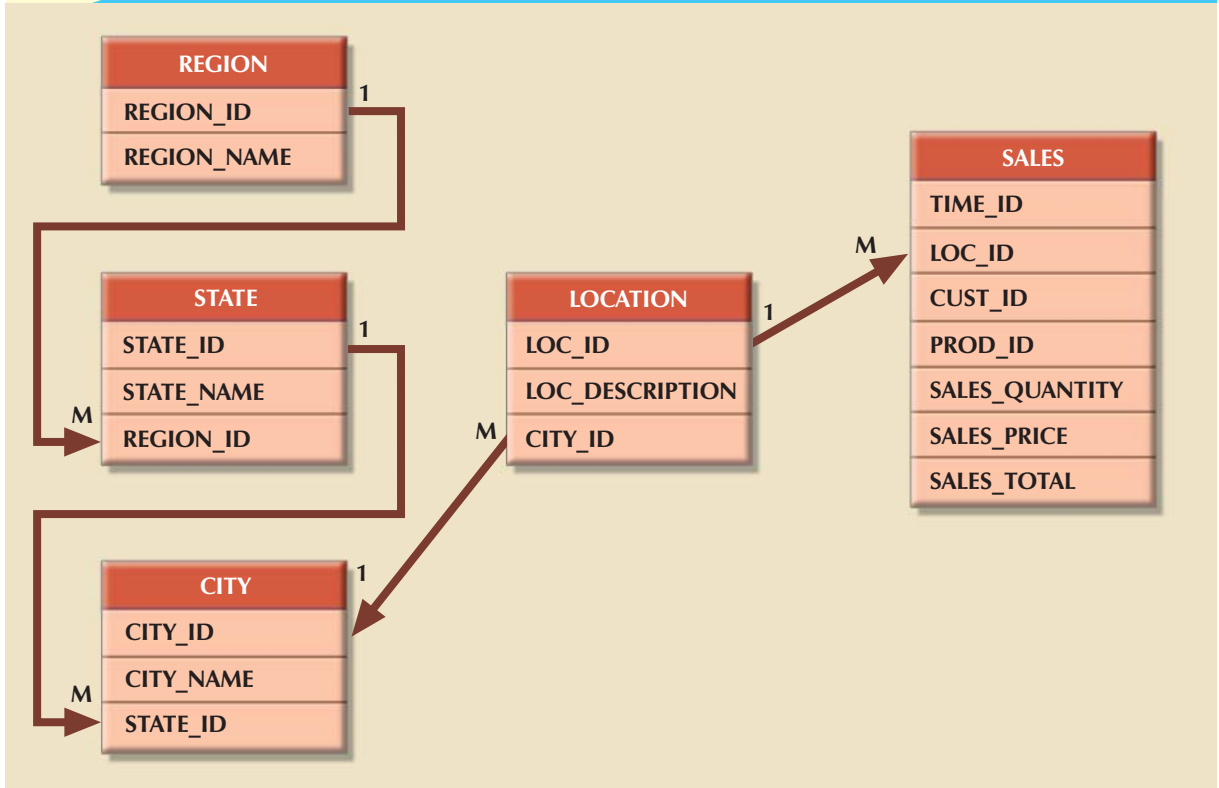 REGION
1
REGION_ID
REGION_NAME
STATE
1
STATE_ID
STATE_NAME
M
REGION_ID
CITY
1
CITY_ID
CITY_NAME
M
STATE_ID
LOCATION
1
LOC_ID
LOC_DESCRIPTION
M
CITY_ID
SALES
TIME_ID
M
LOC_ID
CUST_ID
PROD_ID
SALES_QUANTITY
SALES_PRICE
SALES_TOTAL